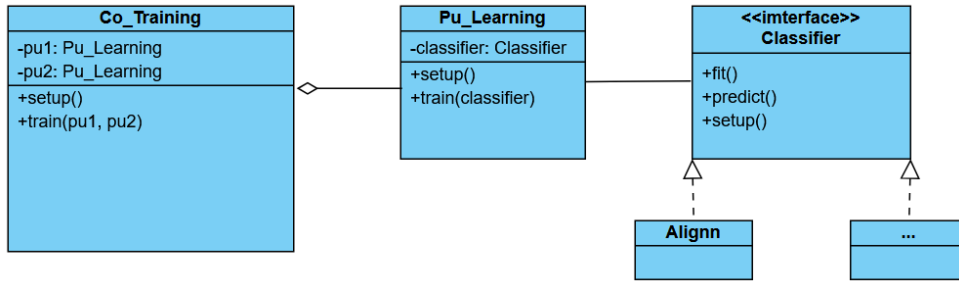 Co_Training
-pu1: Pu_Learning
-pu2: Pu_Learning
+setup()
+train(pu1, pu2)
Pu_Learning
-classifier: Classifier
+setup()
+train(classifier)
<<imterface>>
Classifier
+fit()
+predict()
+setup()
Alignn
...